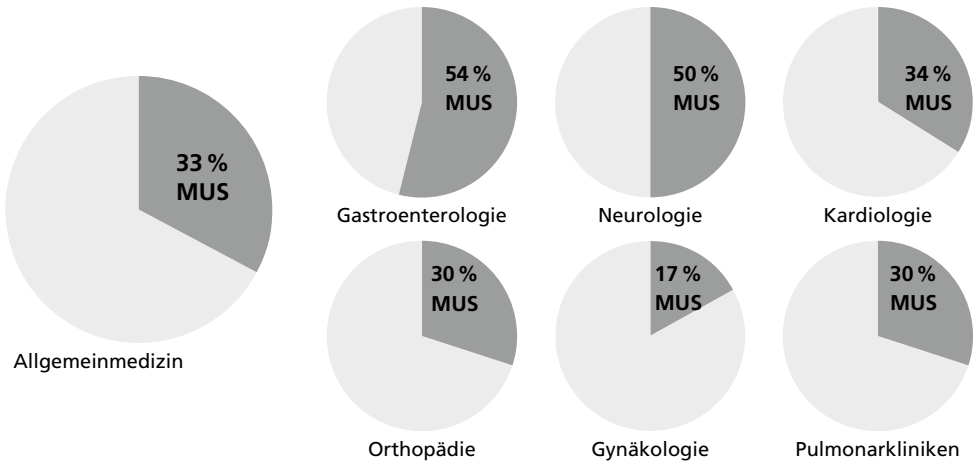 33 %
MUS
Allgemeinmedizin
54 %
MUS
Gastroenterologie
50 %
MUS
Neurologie
34 %
MUS
Kardiologie
30 %
MUS
Orthopädie
17 %
MUS
Gynäkologie
30 %
MUS
Pulmonarkliniken